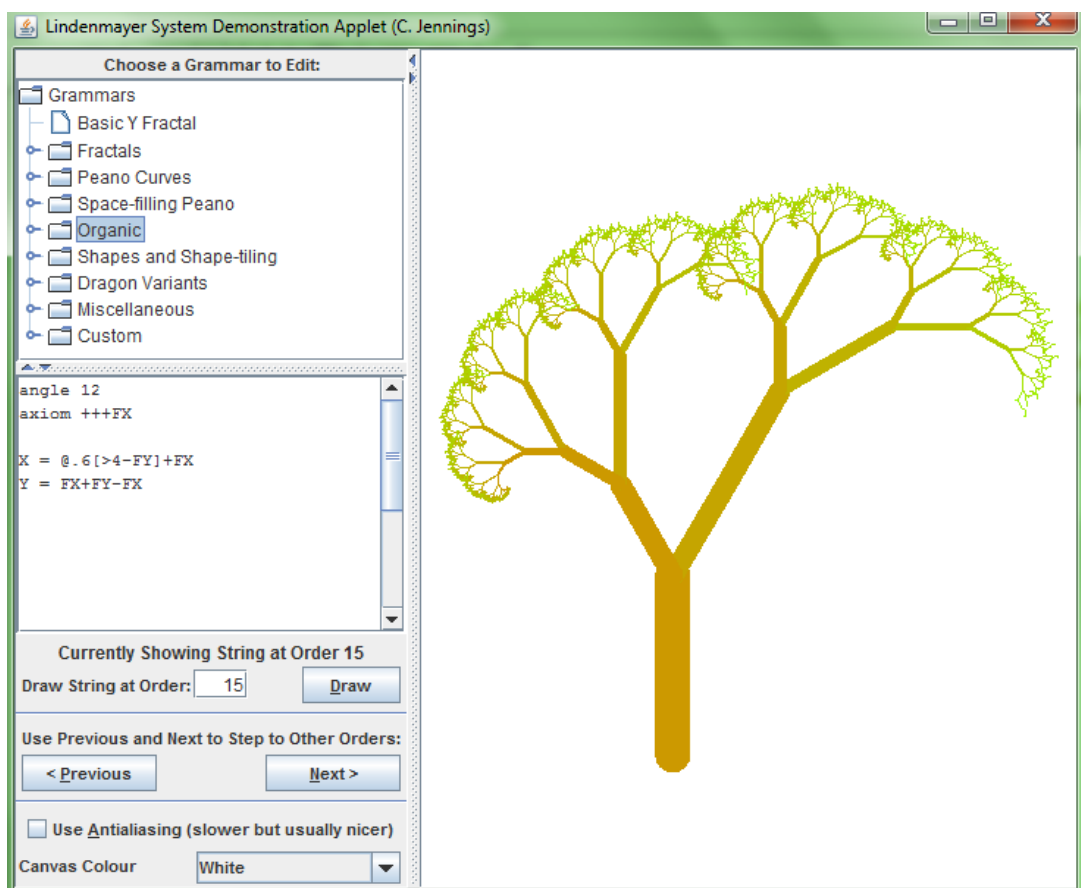 Lindenmayer System Demonstration Applet (C. Jennings)
Choose a Grammar to Edit:
Grammars
Basic Y Fractal
Fractals
Peano Curves
Space-filling Peano
Organic
Shapes and Shape-tiling
Dragon Variants
Miscellaneous
Custom
angle 12
axiom +++FX
X = @.6[>4-FY]+FX
Y = FX+FY-FX
Currently Showing String at Order 15
Draw String at Order: 15 Draw
Use Previous and Next to Step to Other Orders:
< Previous Next >
Use Antialiasing (slower but usually nicer)
Canvas Colour White